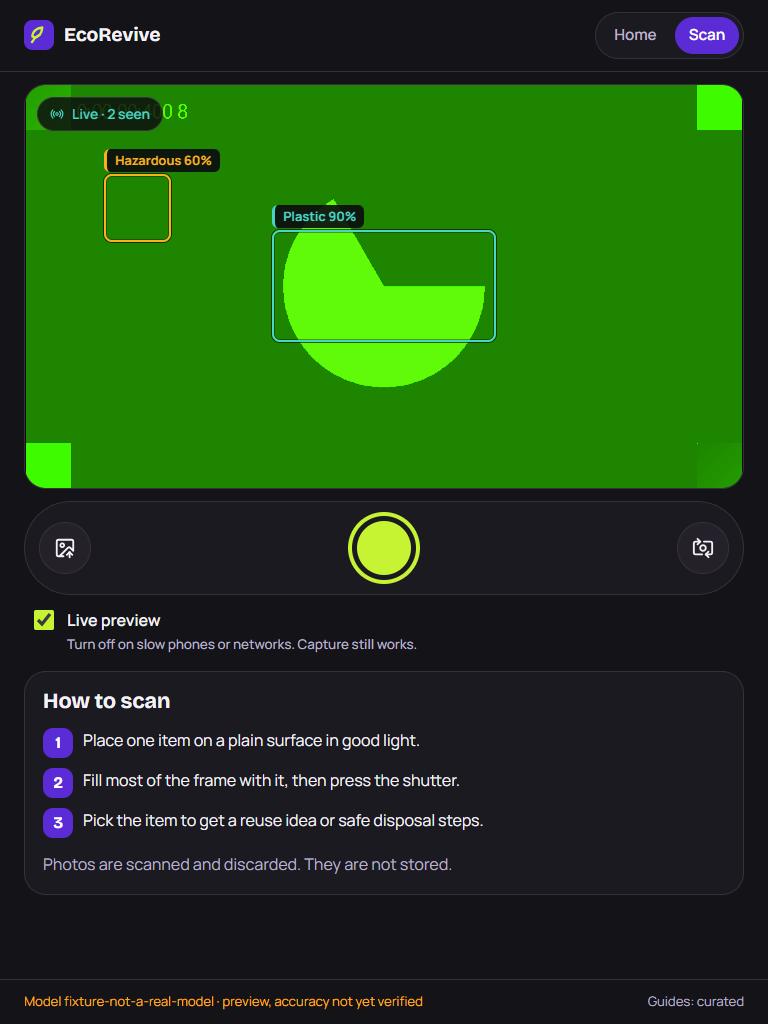 EcoRevive
Home
Scan
Live · 2 seen
Hazardous 60%
Plastic 90%
Live preview
Turn off on slow phones or networks. Capture still works.
How to scan
1 Place one item on a plain surface in good light.
2 Fill most of the frame with it, then press the shutter.
3 Pick the item to get a reuse idea or safe disposal steps.
Photos are scanned and discarded. They are not stored.
Model fixture-not-a-real-model · preview, accuracy not yet verified
Guides: curated